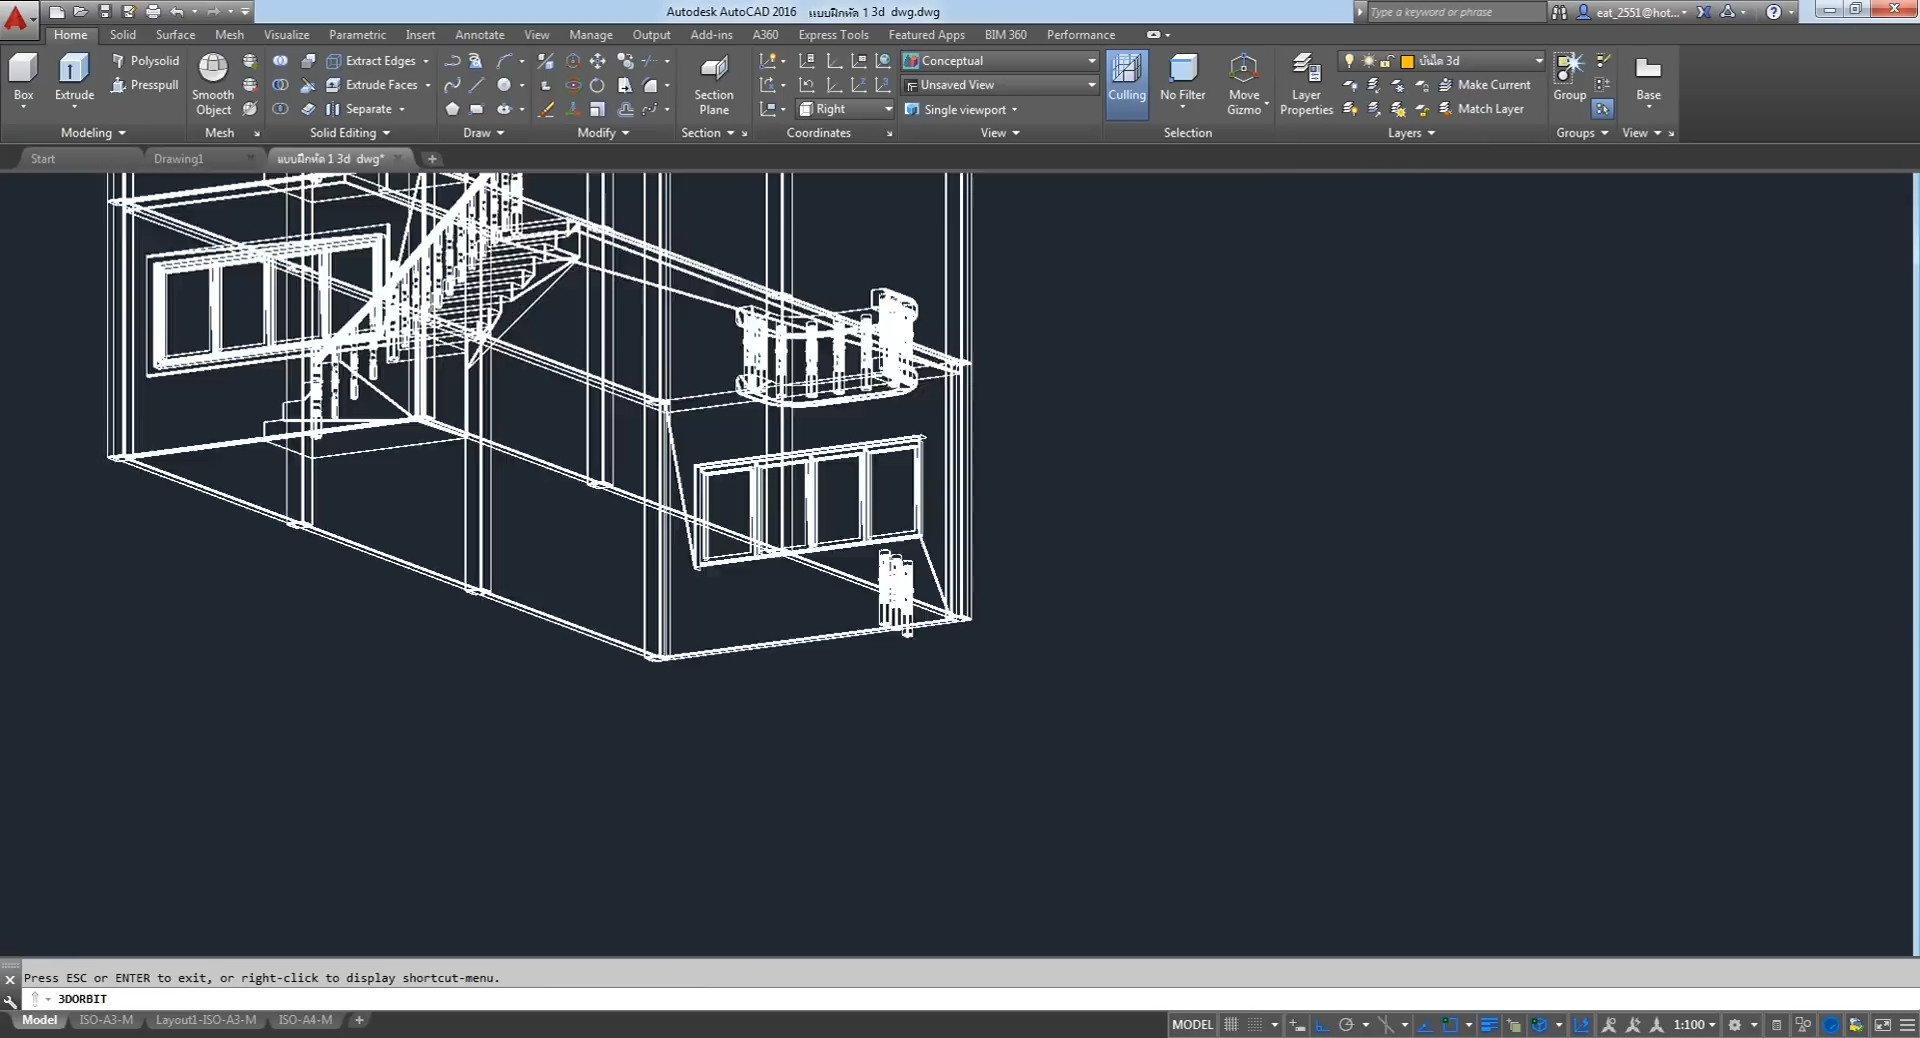 Autodesk AutoCAD 2016 แบบฝึกหัด 1 3d dwg.dwg
Type a keyword or phrase
eat_2551@hot...
Home Solid Surface Mesh Visualize Parametric Insert Annotate View Manage Output Add-ins A360 Express Tools Featured Apps BIM 360 Performance
Polysolid Extract Edges Conceptual บันได 3d
Presspull Extrude Faces Unsaved View Make Current
Box Extrude Smooth Object Separate Section Plane Right Single viewport Culling No Filter Move Gizmo Layer Properties Match Layer Group Base
Modeling Mesh Solid Editing Draw Modify Section Coordinates View Selection Layers Groups View
Start Drawing1 แบบฝึกหัด 1 3d dwg*
Press ESC or ENTER to exit, or right-click to display shortcut-menu.
3DORBIT
Model ISO-A3-M Layout1-ISO-A3-M ISO-A4-M
MODEL 1:100